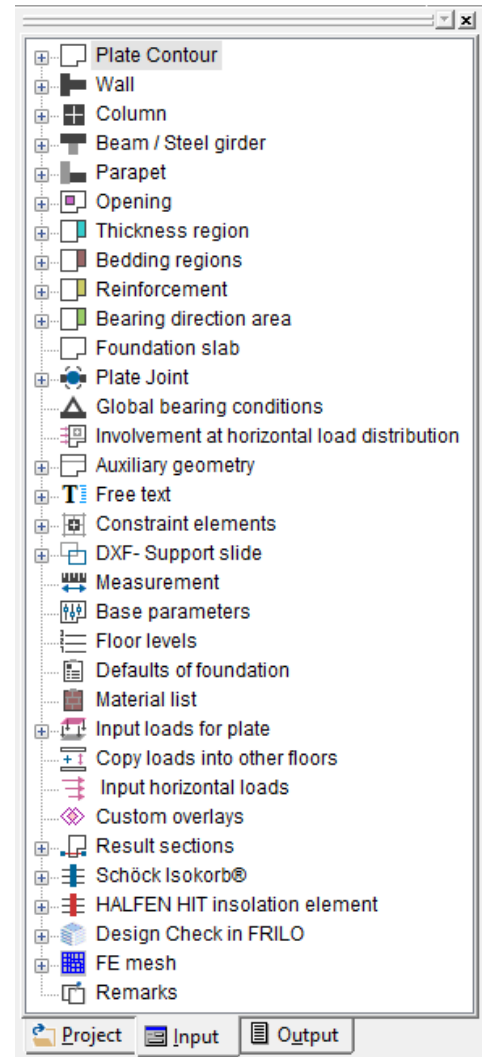 Plate Contour
Wall
Column
Beam / Steel girder
Parapet
Opening
Thickness region
Bedding regions
Reinforcement
Bearing direction area
Foundation slab
Plate Joint
Global bearing conditions
Involvement at horizontal load distribution
Auxiliary geometry
Free text
Constraint elements
DXF- Support slide
Measurement
Base parameters
Floor levels
Defaults of foundation
Material list
Input loads for plate
Copy loads into other floors
Input horizontal loads
Custom overlays
Result sections
Schöck Isokorb®
HALFEN HIT insolation element
Design Check in FRILO
FE mesh
Remarks
Project Input Output